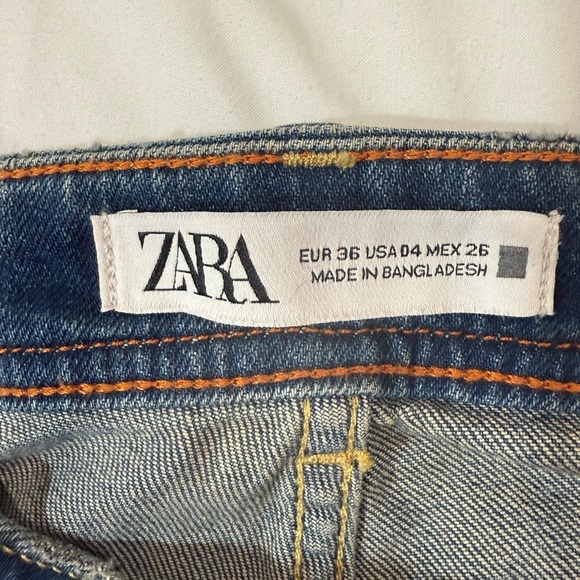 ZARA
EUR 36 USA 04 MEX 26
MADE IN BANGLADESH